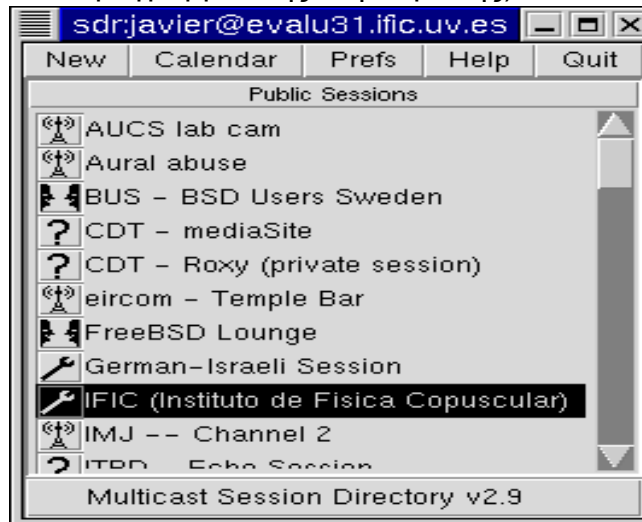 sdr:javier@evalu31.ific.uv.es
New Calendar Prefs Help Quit
Public Sessions
AUCS lab cam
Aural abuse
BUS - BSD Users Sweden
CDT - mediaSite
CDT - Roxy (private session)
eircom - Temple Bar
FreeBSD Lounge
German-Israeli Session
IFIC (Instituto de Fisica Copuscular)
IMJ -- Channel 2
Echo Session
Multicast Session Directory v2.9